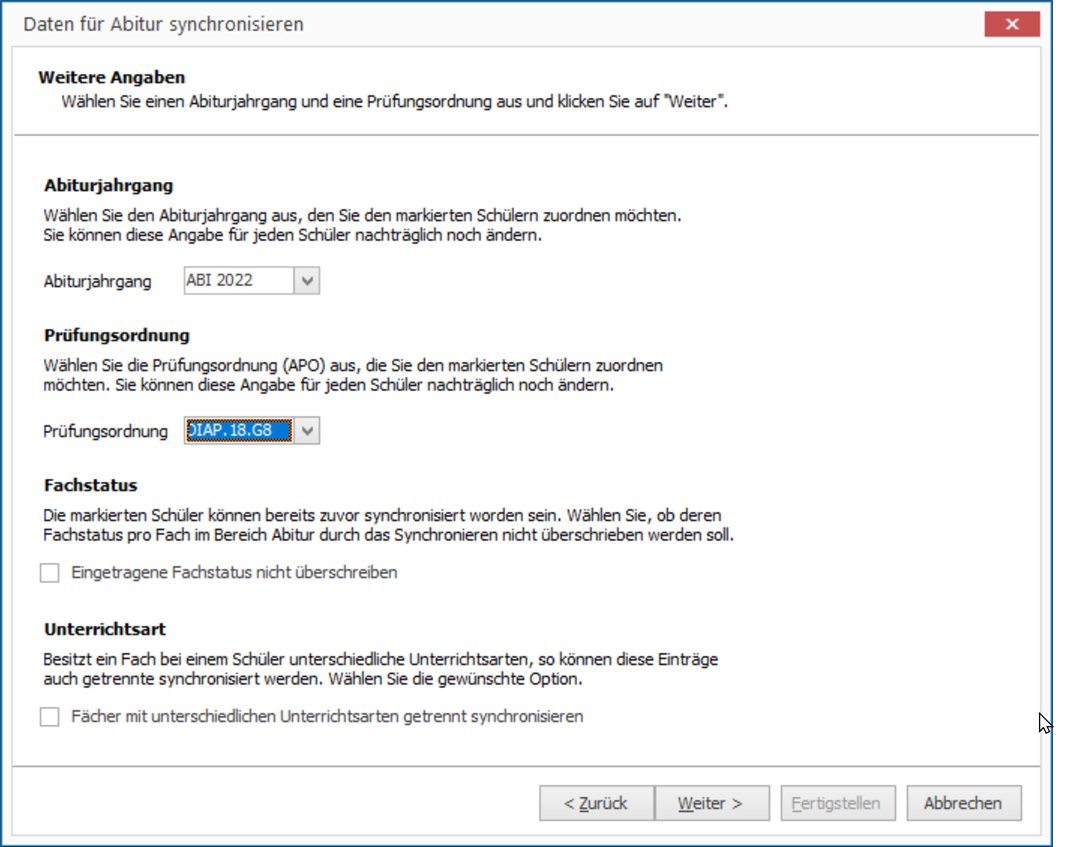 Daten für Abitur synchronisieren
Weitere Angaben
Wählen Sie einen Abiturjahrgang und eine Prüfungsordnung aus und klicken Sie auf "Weiter".
Abiturjahrgang
Wählen Sie den Abiturjahrgang aus, den Sie den markierten Schülern zuordnen möchten.
Sie können diese Angabe für jeden Schüler nachträglich noch ändern.
Abiturjahrgang ABI 2022
Prüfungsordnung
Wählen Sie die Prüfungsordnung (APO) aus, die Sie den markierten Schülern zuordnen
möchten. Sie können diese Angabe für jeden Schüler nachträglich noch ändern.
Prüfungsordnung DIAP.18.G8
Fachstatus
Die markierten Schüler können bereits zuvor synchronisiert worden sein. Wählen Sie, ob deren
Fachstatus pro Fach im Bereich Abitur durch das Synchronieren nicht überschrieben werden soll.
Eingetragene Fachstatus nicht überschreiben
Unterrichtsart
Besitzt ein Fach bei einem Schüler unterschiedliche Unterrichtsarten, so können diese Einträge
auch getrennte synchronisiert werden. Wählen Sie die gewünschte Option.
Fächer mit unterschiedlichen Unterrichtsarten getrennt synchronisieren
< Zurück Weiter > Fertigstellen Abbrechen